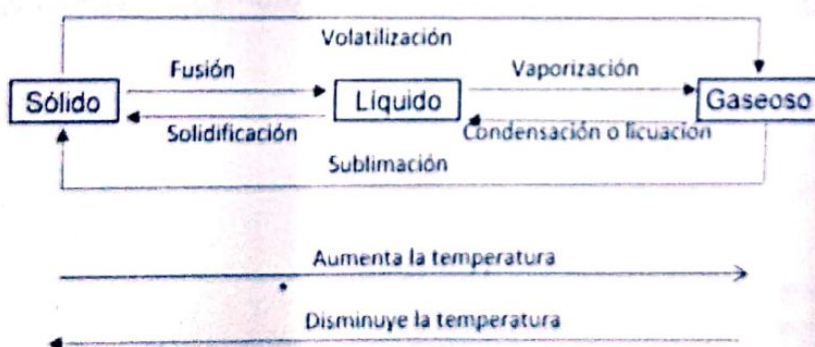 Volatilización
Fusión Vaporización
Sólido Líquido Gaseoso
Solidificación Condensación o licuación
Sublimación
Aumenta la temperatura
Disminuye la temperatura